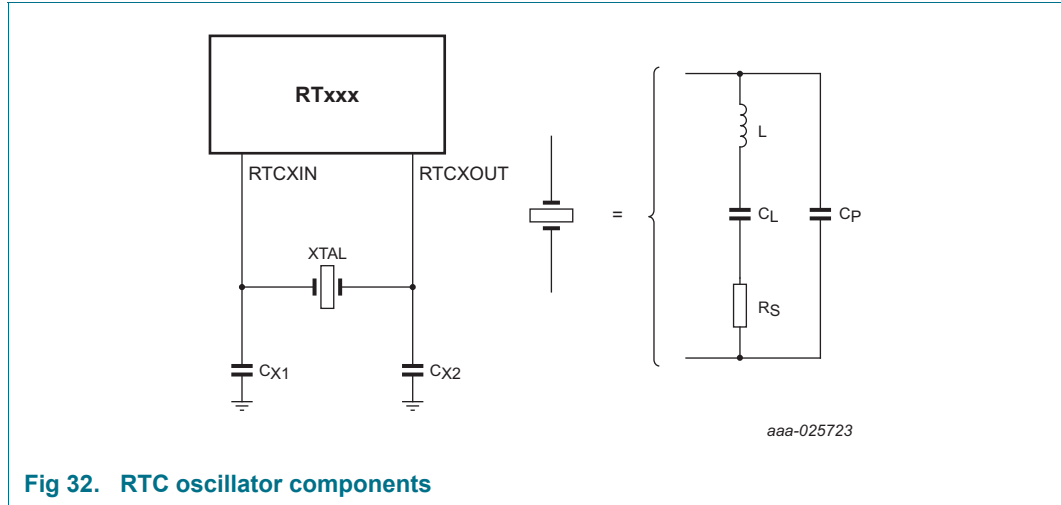 RTxxx
RTCXIN
RTCXOUT
XTAL
CX1
CX2
=
L
CL
CP
RS
aaa-025723
Fig 32. RTC oscillator components